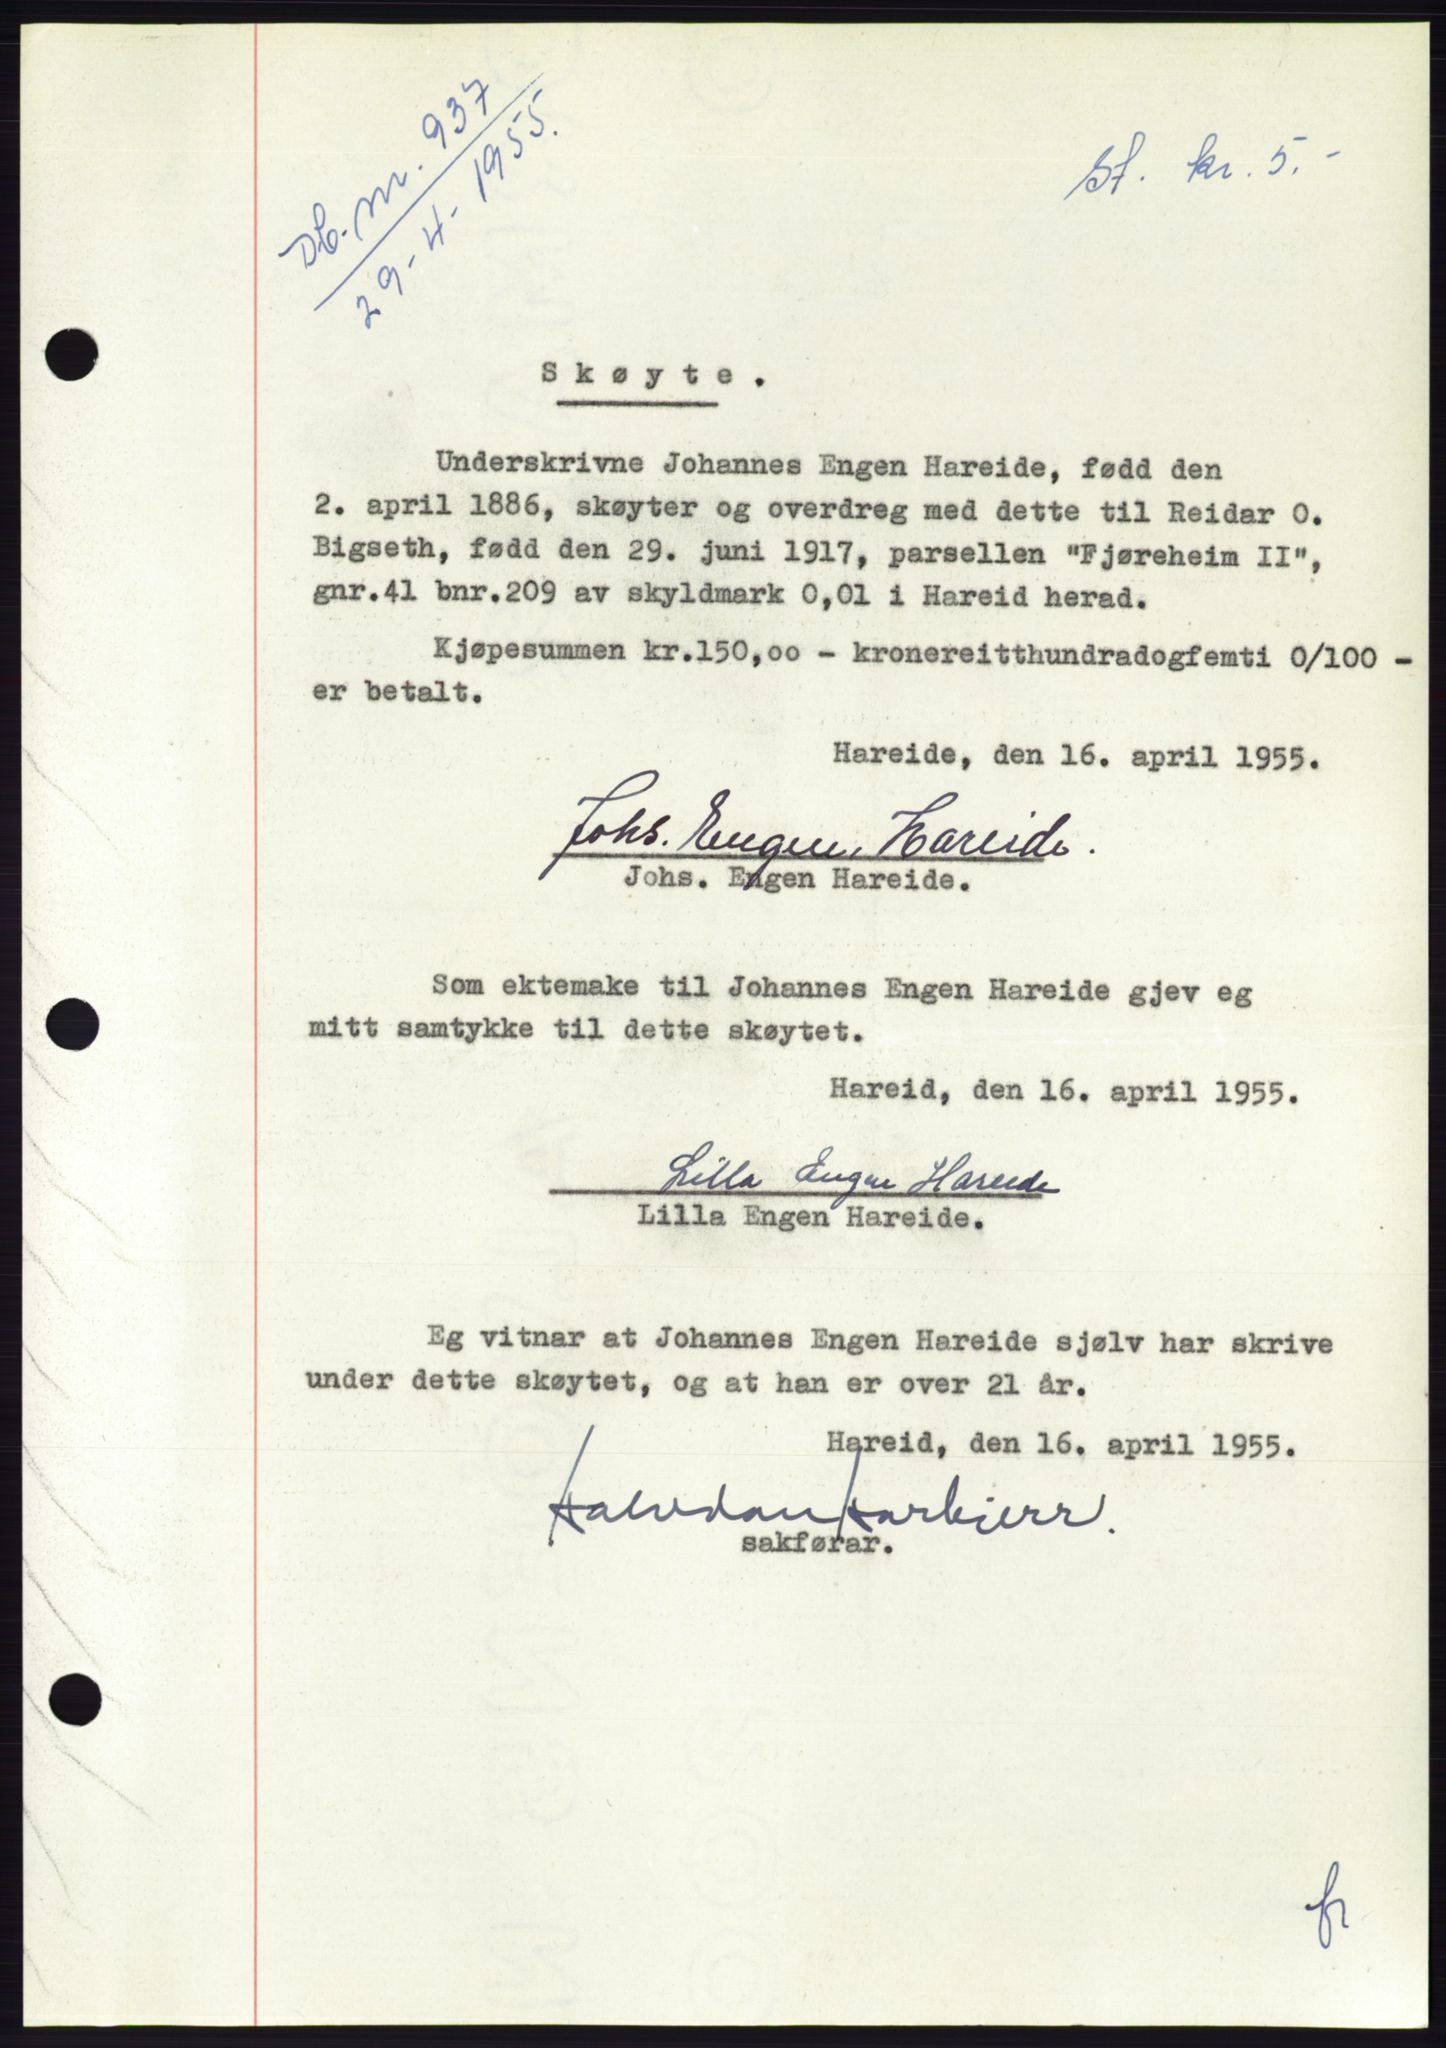 Db. nr. 937
29-4-1955.
St. kr. 5.-
Skøyte.
Underskrivne Johannes Engen Hareide, fødd den
2. april 1886, skøyter og overdreg med dette til Reidar O.
Bigseth, fødd den 29. juni 1917, parsellen "Fjøreheim II",
gnr.41 bnr.209 av skyldmark 0,01 i Hareid herad.
Kjøpesummen kr.150,oo - kronereitthundradogfemti 0/100 -
er betalt.
Hareide, den 16. april 1955.
Johs. Engen Hareide.
Johs. Engen Hareide.
Som ektemake til Johannes Engen Hareide gjev eg
mitt samtykke til dette skøytet.
Hareid, den 16. april 1955.
Lilla Engen Hareide
Lilla Engen Hareide.
Eg vitnar at Johannes Engen Hareide sjølv har skrive
under dette skøytet, og at han er over 21 år.
Hareid, den 16. april 1955.
Halvdan
sakførar.